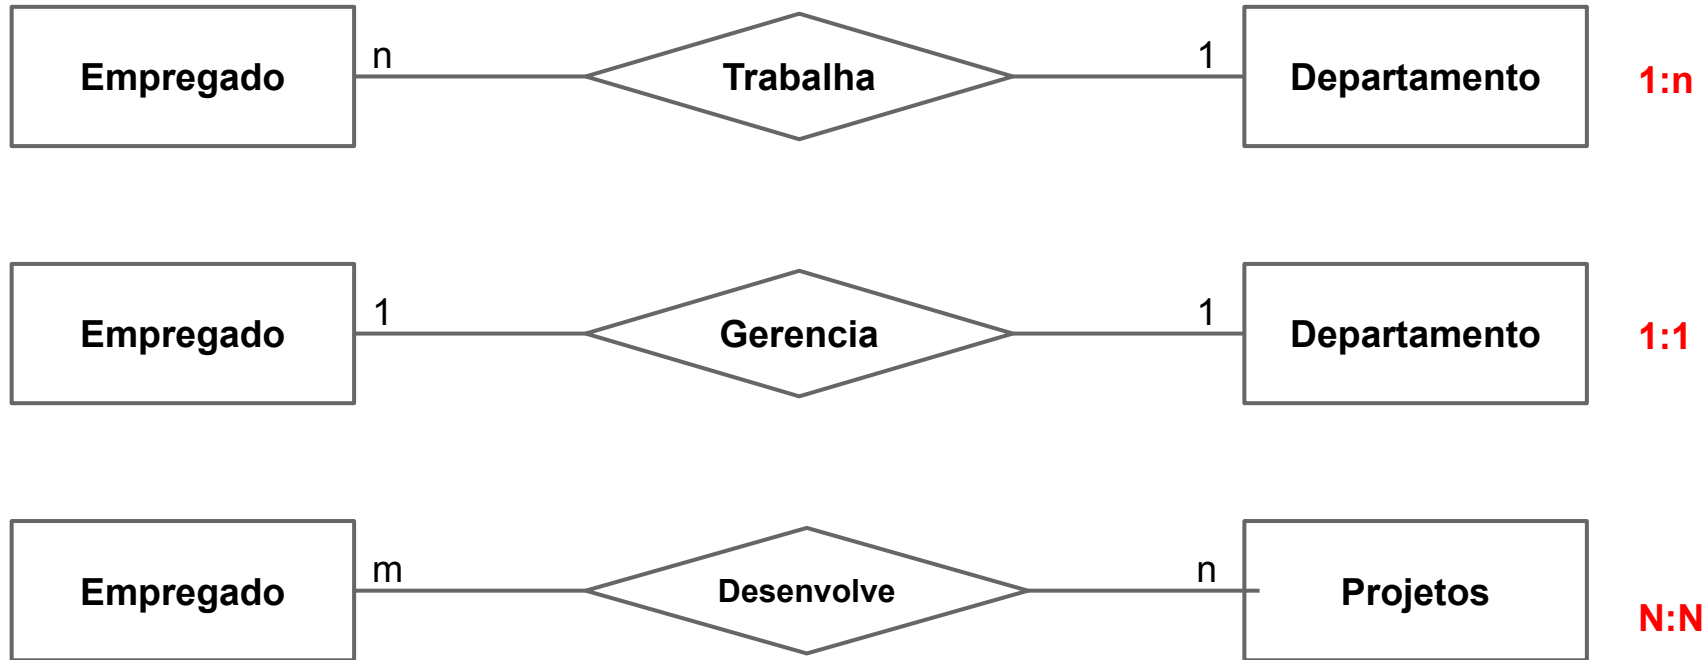 Empregado n Trabalha 1 Departamento 1:n
Empregado 1 Gerencia 1 Departamento 1:1
Empregado m Desenvolve n Projetos N:N